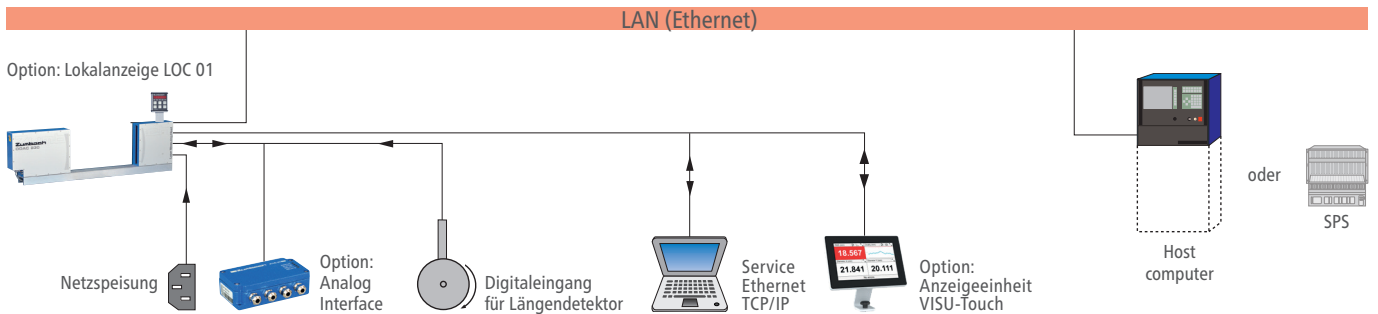 LAN (Ethernet)
Option: Lokalanzeige LOC 01
Zumbach
Netzspeisung
Option:
Analog
Interface
Digitaleingang
für Längendetektor
Service
Ethernet
TCP/IP
18.567
21.841 20.111
Option:
Anzeigeeinheit
VISU-Touch
Host
computer
oder
SPS